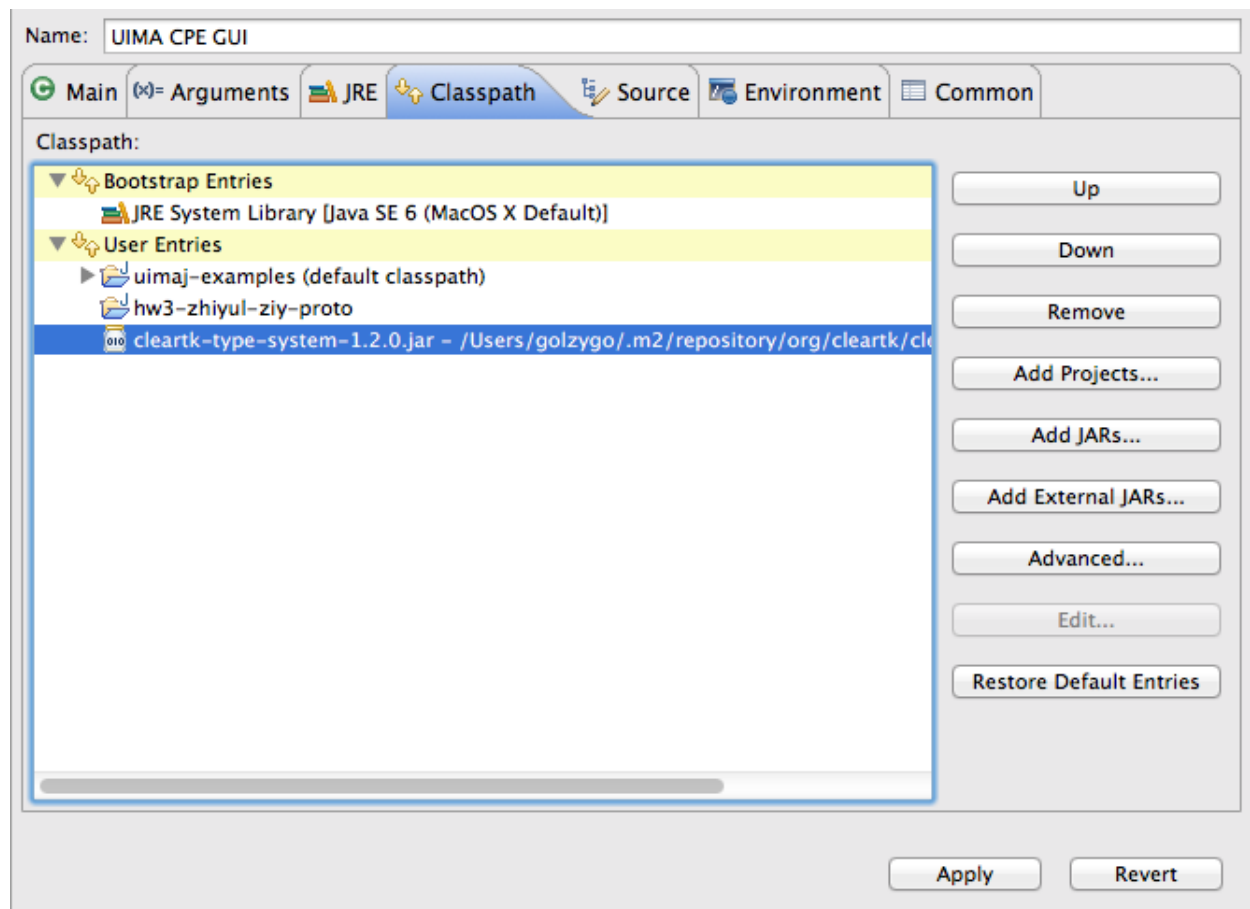 Name: UIMA CPE GUI
Main (x)= Arguments JRE Classpath Source Environment Common
Classpath:
Bootstrap Entries
JRE System Library [Java SE 6 (MacOS X Default)]
User Entries
uimaj-examples (default classpath)
hw3-zhiyul-ziy-proto
cleartk-type-system-1.2.0.jar - /Users/golzygo/.m2/repository/org/cleartk/cle
Up
Down
Remove
Add Projects...
Add JARs...
Add External JARs...
Advanced...
Edit...
Restore Default Entries
Apply Revert